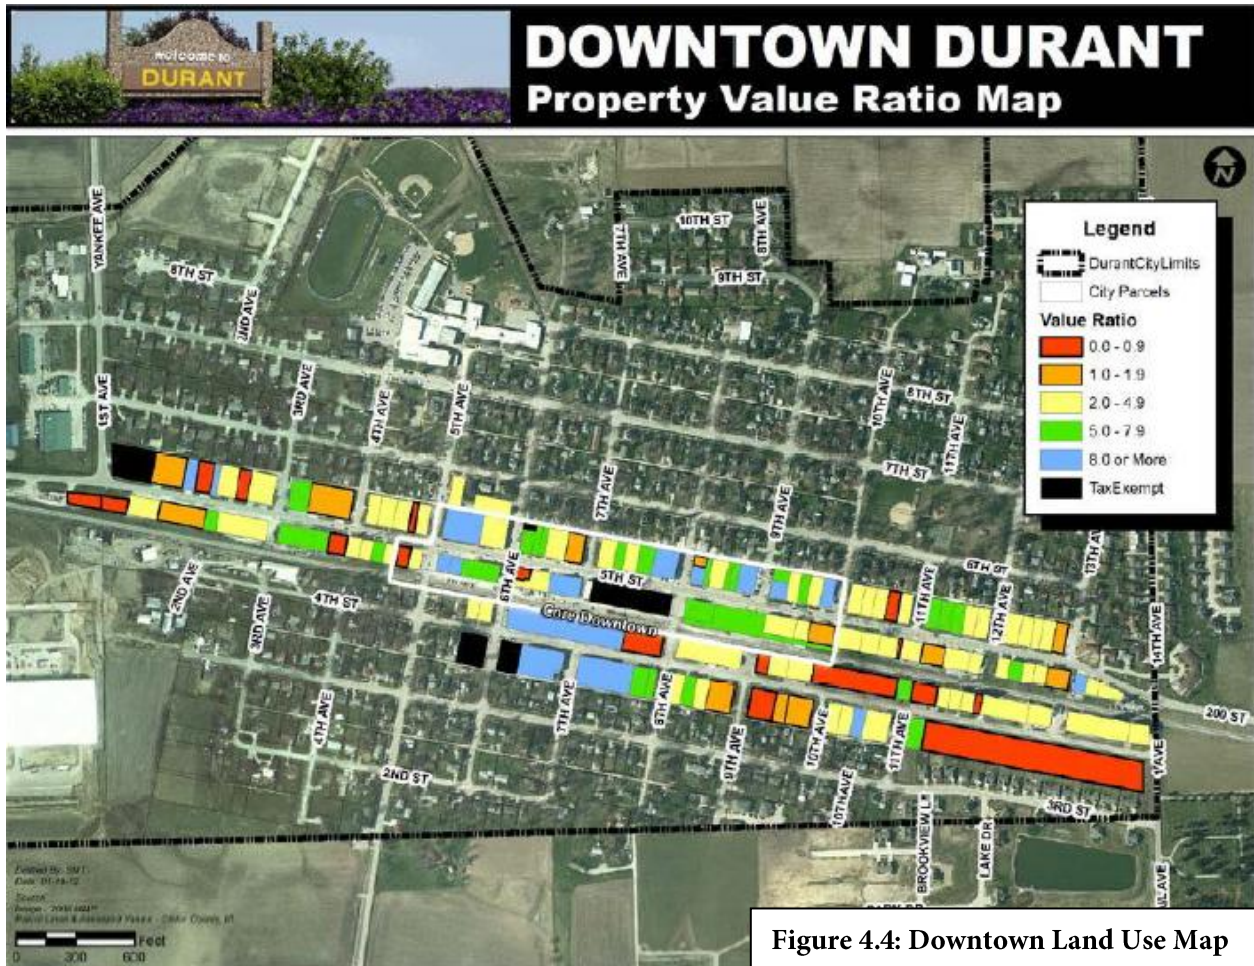 welcome to
DURANT
DOWNTOWN DURANT
Property Value Ratio Map
N
Legend
DurantCityLimits
City Parcels
Value Ratio
0.0 - 0.9
1.0 - 1.9
2.0 - 4.9
5.0 - 7.9
8.0 or More
TaxExempt
YANKEE AVE
8TH ST
2ND AVE
1ST AVE
3RD AVE
4TH AVE
5TH AVE
7TH AVE
10TH ST
8TH AVE
9TH ST
10TH AVE
8TH ST
11TH AVE
7TH ST
7TH AVE
9TH AVE
6TH ST
13TH AVE
14TH AVE
11TH AVE
12TH AVE
5TH ST
6TH AVE
Core Downtown
2ND AVE
3RD AVE
4TH ST
4TH AVE
7TH AVE
8TH AVE
9TH AVE
10TH AVE
11TH AVE
200 ST
2ND ST
10TH AVE
3RD ST
BROOKVIEW LN
LAKE DR
Feet
0 300 600
Figure 4.4: Downtown Land Use Map